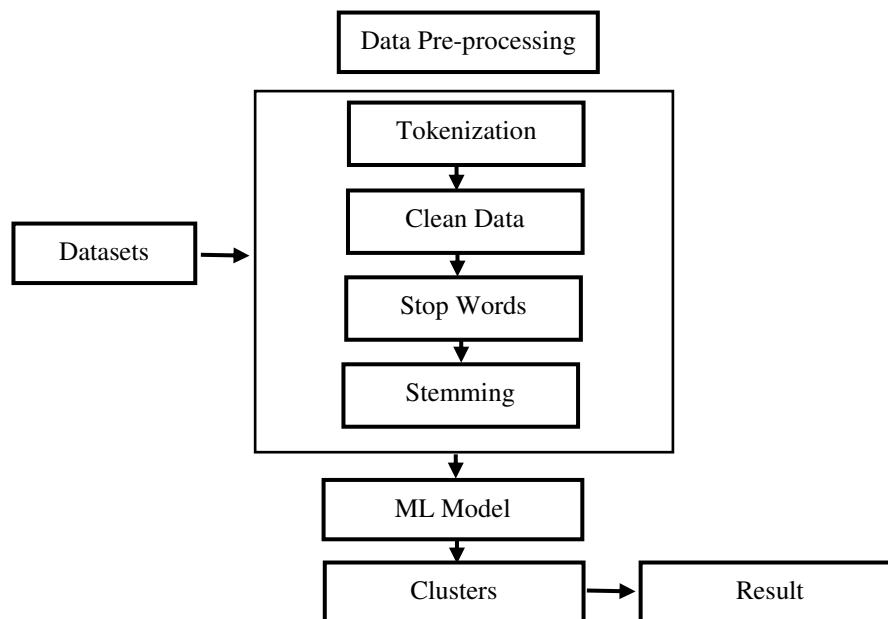 Data Pre-processing
Tokenization
Clean Data
Datasets
Stop Words
Stemming
ML Model
Clusters
Result